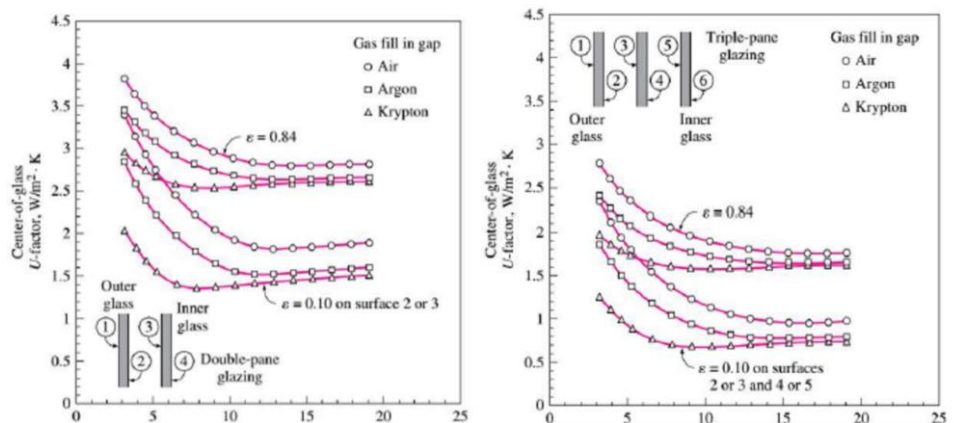 4.5
4
3.5
3
2.5
2
1.5
1
0.5
0
Center-of-glass
U-factor, W/m² · K
Gas fill in gap
Air
Argon
Krypton
ε = 0.84
ε = 0.10 on surface 2 or 3
Outer
glass
Inner
glass
1
3
2
4
Double-pane
glazing
0
5
10
15
20
25
4.5
4
3.5
3
2.5
2
1.5
1
0.5
0
Center-of-glass
U-factor, W/m² · K
1
3
5
2
4
6
Triple-pane
glazing
Outer
glass
Inner
glass
Gas fill in gap
Air
Argon
Krypton
ε = 0.84
ε = 0.10 on surfaces
2 or 3 and 4 or 5
0
5
10
15
20
25